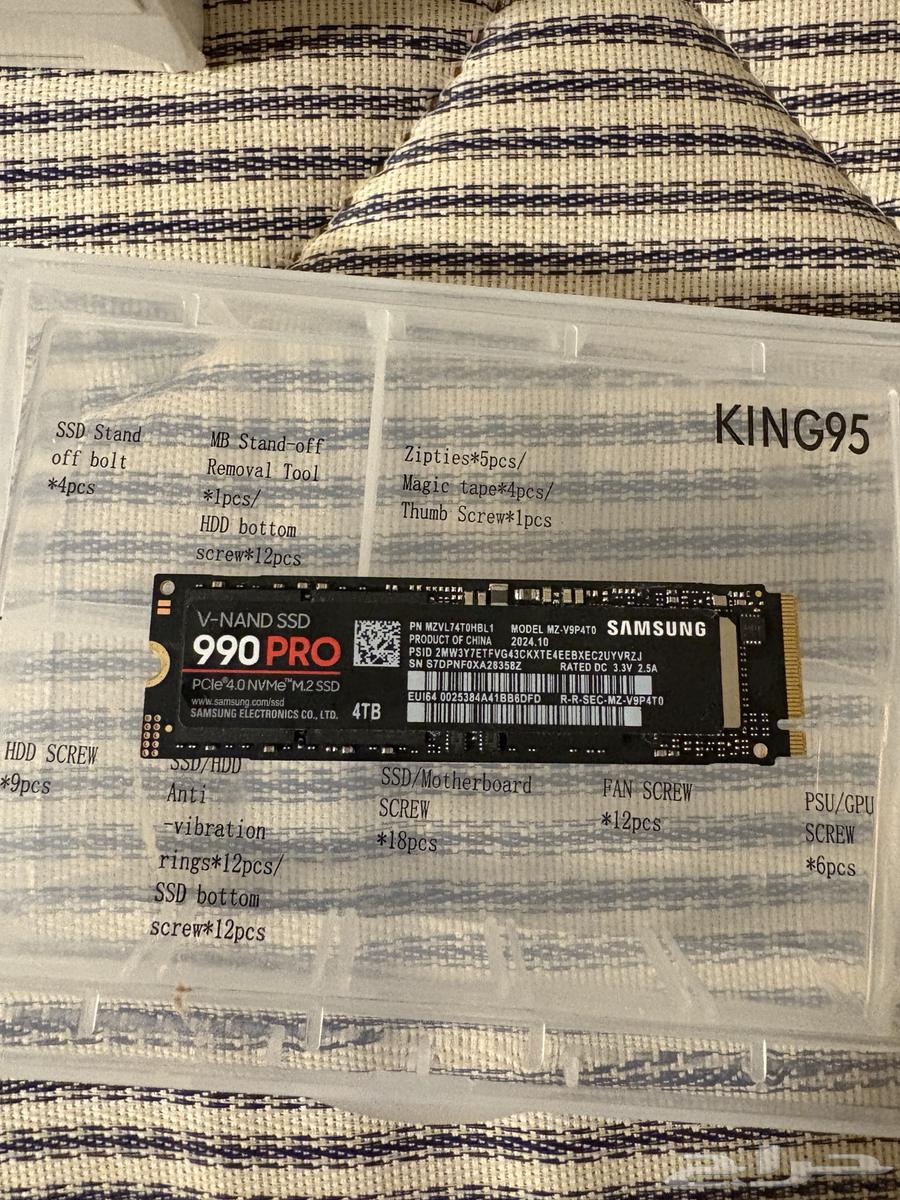 KING95
SSD Stand
off bolt
*4pcs
MB Stand-off
Removal Tool
*1pcs/
HDD bottom
screw*12pcs
Zipties*5pcs/
Magic tape*4pcs/
Thumb Screw*1pcs
V-NAND SSD
990 PRO
PCIe® 4.0 NVMe™ M.2 SSD
www.samsung.com/ssd
SAMSUNG ELECTRONICS CO., LTD.
4TB
PN MZVL74T0HBL1 MODEL MZ-V9P4T0
SAMSUNG
PRODUCT OF CHINA 2024.10
PSID 2MW3Y7ETFVG43CKXTE4EEBXEC2UYVRZJ
SN S7DPNF0XA28358Z RATED DC 3.3V 2.5A
EUI64 0025384A41BB6DFD R-R-SEC-MZ-V9P4T0
HDD SCREW
*9pcs
SSD/HDD
Anti
-vibration
rings*12pcs/
SSD bottom
screw*12pcs
SSD/Motherboard
SCREW
*18pcs
FAN SCREW
*12pcs
PSU/GPU
SCREW
*6pcs
حراج